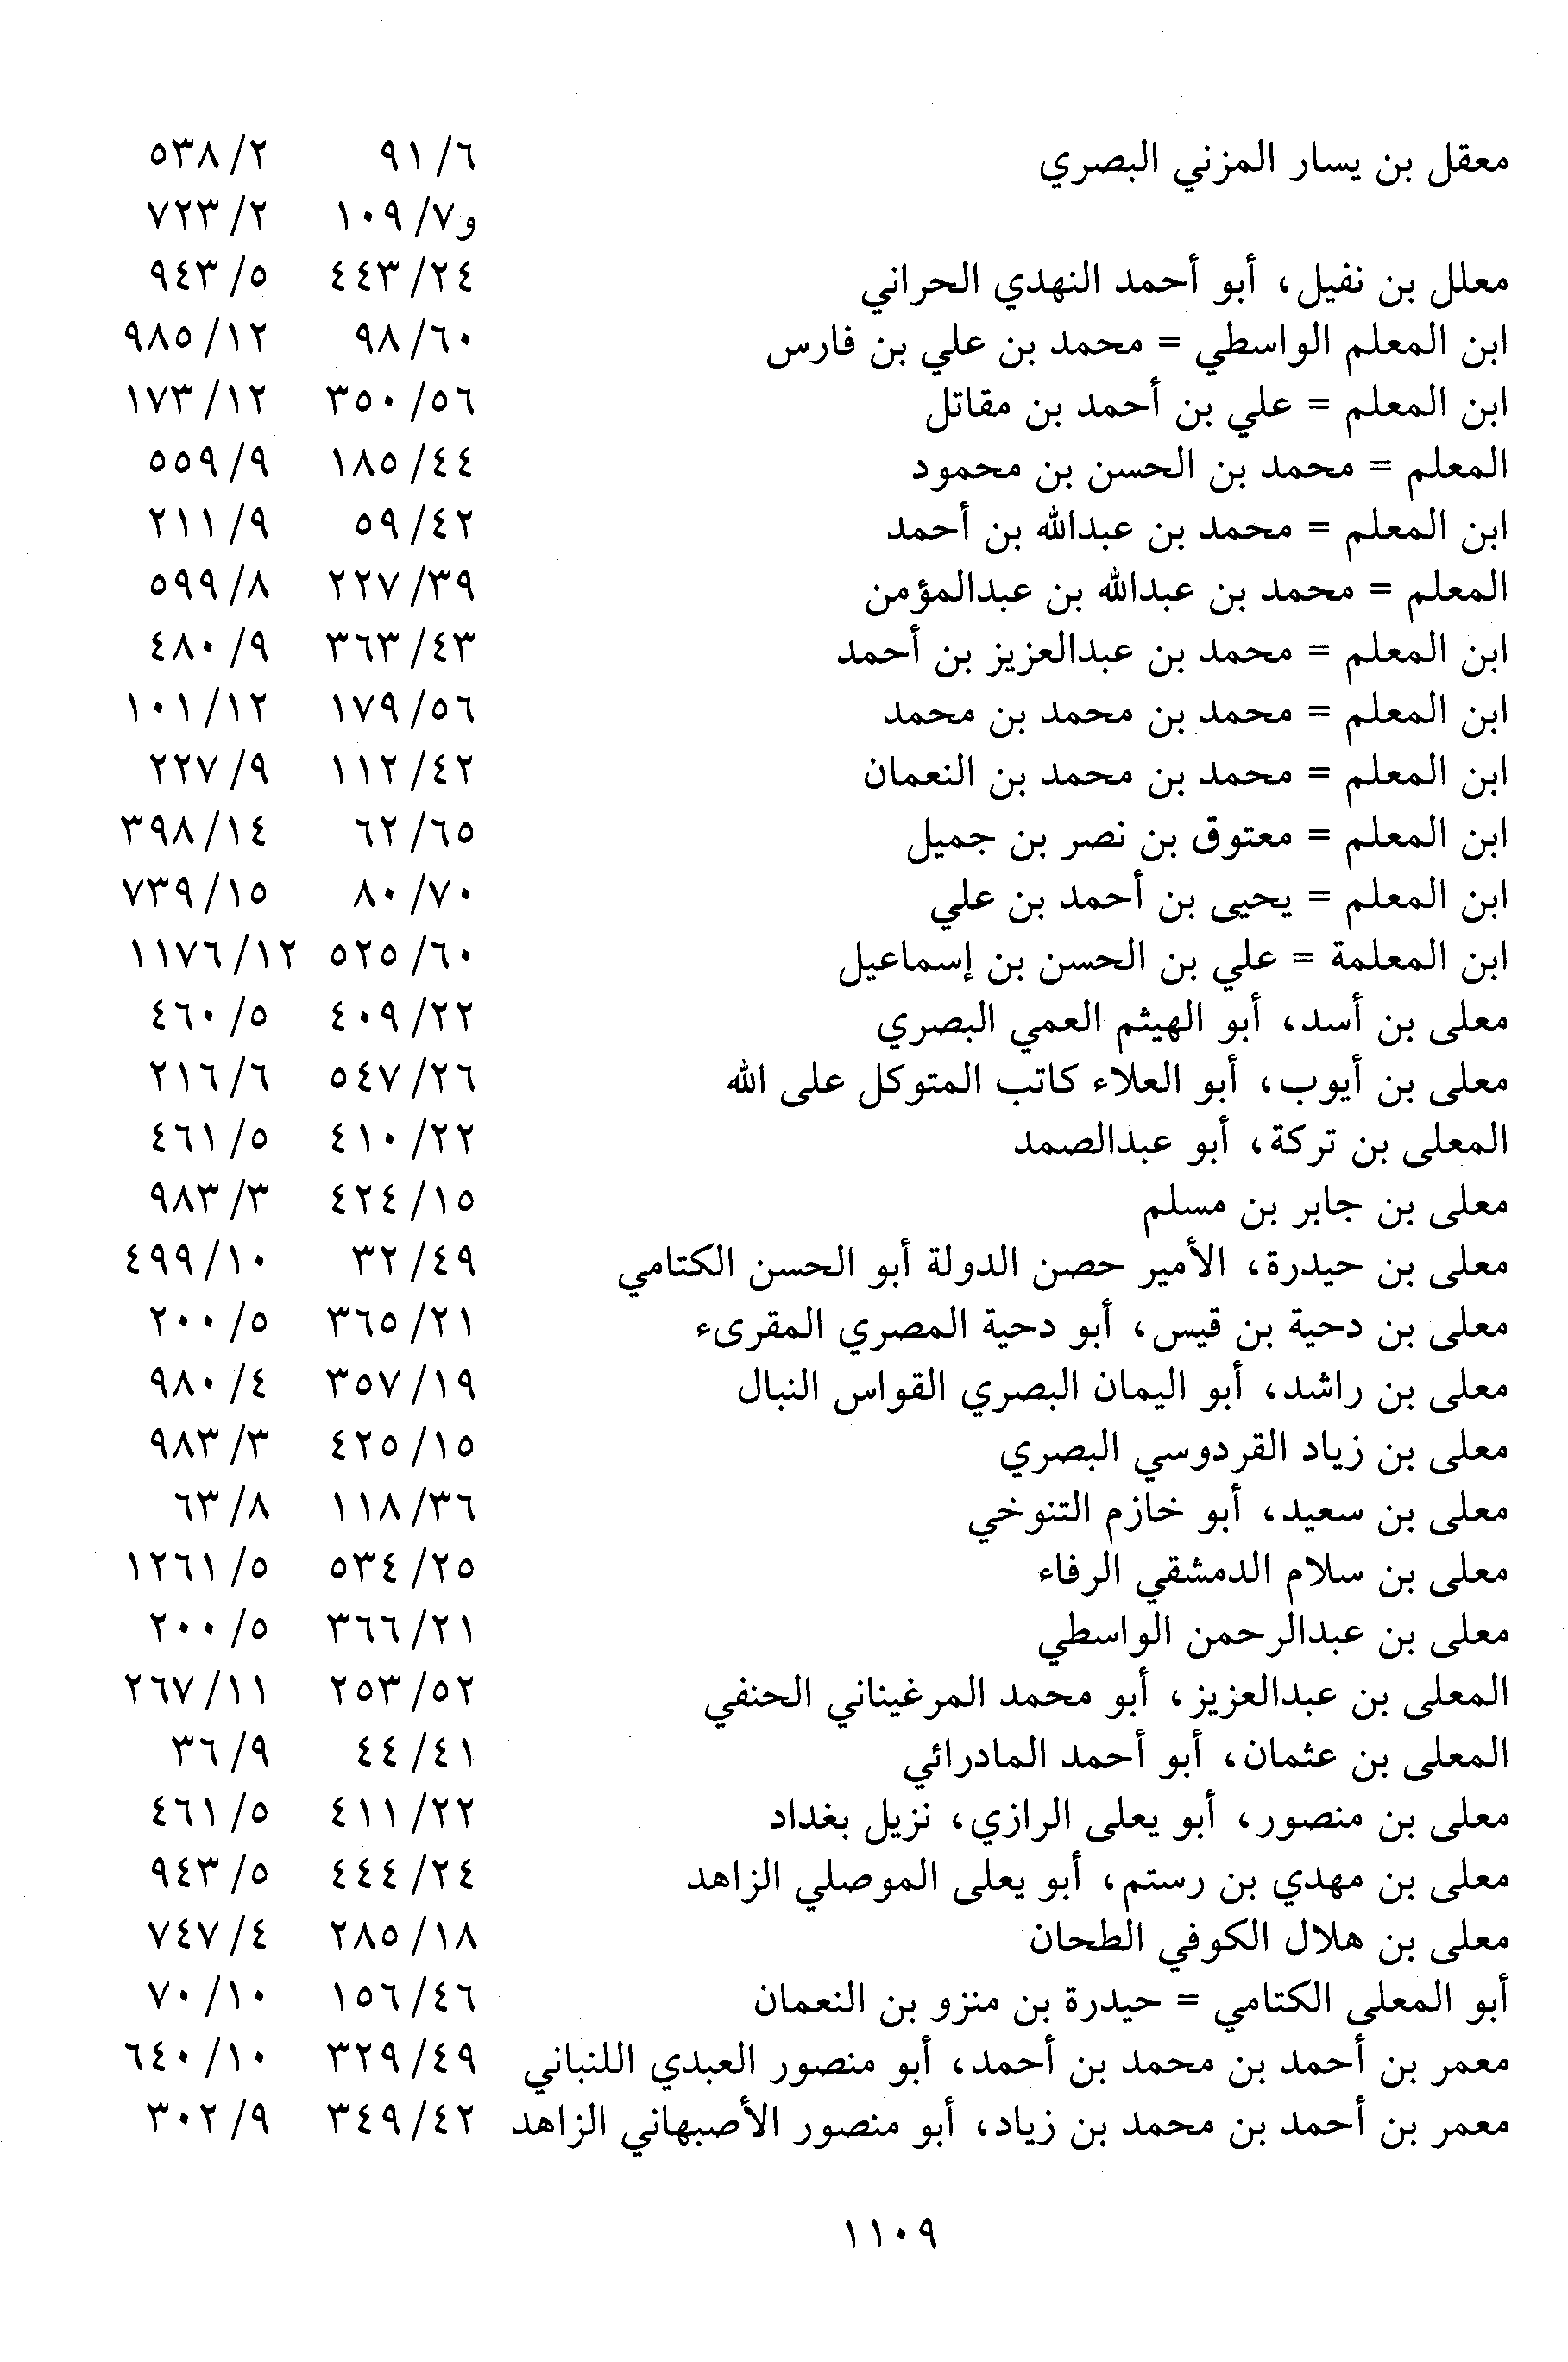 معقل بن يسار المزني البصري ٦/ ٩١ ٢/ ٥٣٨
و٧/ ١٠٩ ٢/ ٧٢٣
معلل بن نفيل، أبو أحمد النهدي الحراني ٢٤/ ٤٤٣ ٥/ ٩٤٣
ابن المعلم الواسطي = محمد بن علي بن فارس ٦٠/ ٩٨ ١٢/ ٩٨٥
ابن المعلم = علي بن أحمد بن مقاتل ٥٦/ ٣٥٠ ١٢/ ١٧٣
المعلم = محمد بن الحسن بن محمود ٤٤/ ١٨٥ ٩/ ٥٥٩
ابن المعلم = محمد بن عبدالله بن أحمد ٤٢/ ٥٩ ٩/ ٢١١
المعلم = محمد بن عبدالله بن عبدالمؤمن ٣٩/ ٢٢٧ ٨/ ٥٩٩
ابن المعلم = محمد بن عبدالعزيز بن أحمد ٤٣/ ٣٦٣ ٩/ ٤٨٠
ابن المعلم = محمد بن محمد بن محمد ٥٦/ ١٧٩ ١٢/ ١٠١
ابن المعلم = محمد بن محمد بن النعمان ٤٢/ ١١٢ ٩/ ٢٢٧
ابن المعلم = معتوق بن نصر بن جميل ٦٥/ ٦٢ ١٤/ ٣٩٨
ابن المعلم = يحيى بن أحمد بن علي ٧٠/ ٨٠ ١٥/ ٧٣٩
ابن المعلمة = علي بن الحسن بن إسماعيل ٦٠/ ٥٢٥ ١٢/ ١١٧٦
معلى بن أسد، أبو الهيثم العمي البصري ٢٢/ ٤٠٩ ٥/ ٤٦٠
معلى بن أيوب، أبو العلاء كاتب المتوكل على الله ٢٦/ ٥٤٧ ٦/ ٢١٦
المعلى بن تركة، أبو عبدالصمد ٢٢/ ٤١٠ ٥/ ٤٦١
معلى بن جابر بن مسلم ١٥/ ٤٢٤ ٣/ ٩٨٣
معلى بن حيدرة، الأمير حصن الدولة أبو الحسن الكتامي ٤٩/ ٣٢ ١٠/ ٤٩٩
معلى بن دحية بن قيس، أبو دحية المصري المقرىء ٢١/ ٣٦٥ ٥/ ٢٠٠
معلى بن راشد، أبو اليمان البصري القواس النبال ١٩/ ٣٥٧ ٤/ ٩٨٠
معلى بن زياد القردوسي البصري ١٥/ ٤٢٥ ٣/ ٩٨٣
معلى بن سعيد، أبو خازم التنوخي ٣٦/ ١١٨ ٨/ ٦٣
معلى بن سلام الدمشقي الرفاء ٢٥/ ٥٣٤ ٥/ ١٢٦١
معلى بن عبدالرحمن الواسطي ٢١/ ٣٦٦ ٥/ ٢٠٠
المعلى بن عبدالعزيز، أبو محمد المرغيناني الحنفي ٥٢/ ٢٥٣ ١١/ ٢٦٧
المعلى بن عثمان، أبو أحمد المادرائي ٤١/ ٤٤ ٩/ ٣٦
معلى بن منصور، أبو يعلى الرازي، نزيل بغداد ٢٢/ ٤١١ ٥/ ٤٦١
معلى بن مهدي بن رستم، أبو يعلى الموصلي الزاهد ٢٤/ ٤٤٤ ٥/ ٩٤٣
معلى بن هلال الكوفي الطحان ١٨/ ٢٨٥ ٤/ ٧٤٧
أبو المعلى الكتامي = حيدرة بن منزو بن النعمان ٤٦/ ١٥٦ ١٠/ ٧٠
معمر بن أحمد بن محمد بن أحمد، أبو منصور العبدي اللنباني ٤٩/ ٣٢٩ ١٠/ ٦٤٠
معمر بن أحمد بن محمد بن زياد، أبو منصور الأصبهاني الزاهد ٤٢/ ٣٤٩ ٩/ ٣٠٢
١١٠٩